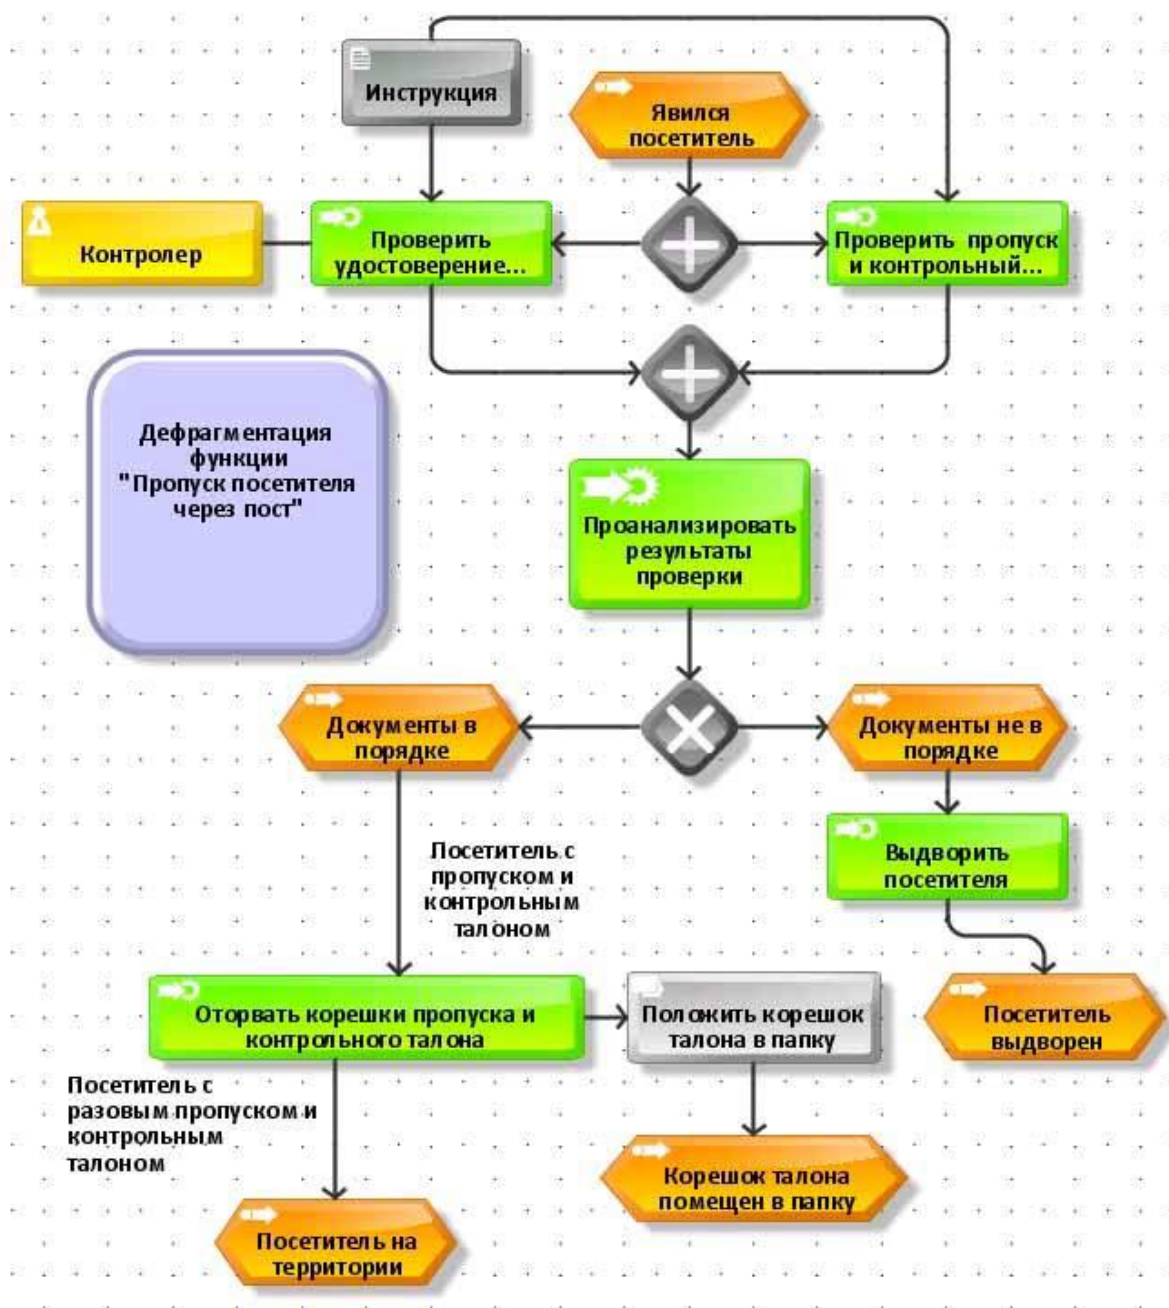 Инструкция
Явился
посетитель
Контролер
Проверить
удостоверение...
Проверить пропуск
и контрольный...
Дефрагментация
функции
"Пропуск посетителя
через пост"
Проанализировать
результаты
проверки
Документы в
порядке
Документы не в
порядке
Посетитель с
пропуском и
контрольным
талоном
Выдворить
посетителя
Оторвать корешки пропуска и
контрольного талона
Положить корешок
талона в папку
Посетитель
выдворен
Посетитель с
разовым пропуском и
контрольным
талоном
Корешок талона
помещен в папку
Посетитель на
территории